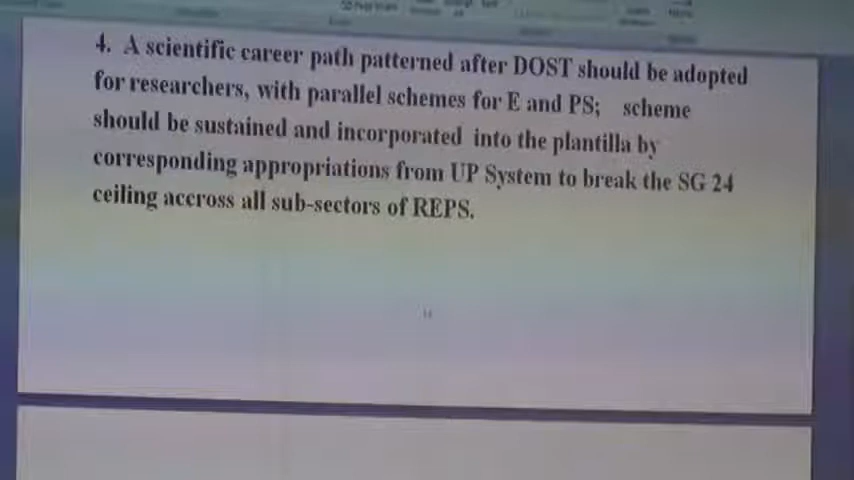 4. A scientific career path patterned after DOST should be adopted
for researchers, with parallel schemes for E and PS; scheme
should be sustained and incorporated into the plantilla by
corresponding appropriations from UP System to break the SG 24
ceiling accross all sub-sectors of REPS.